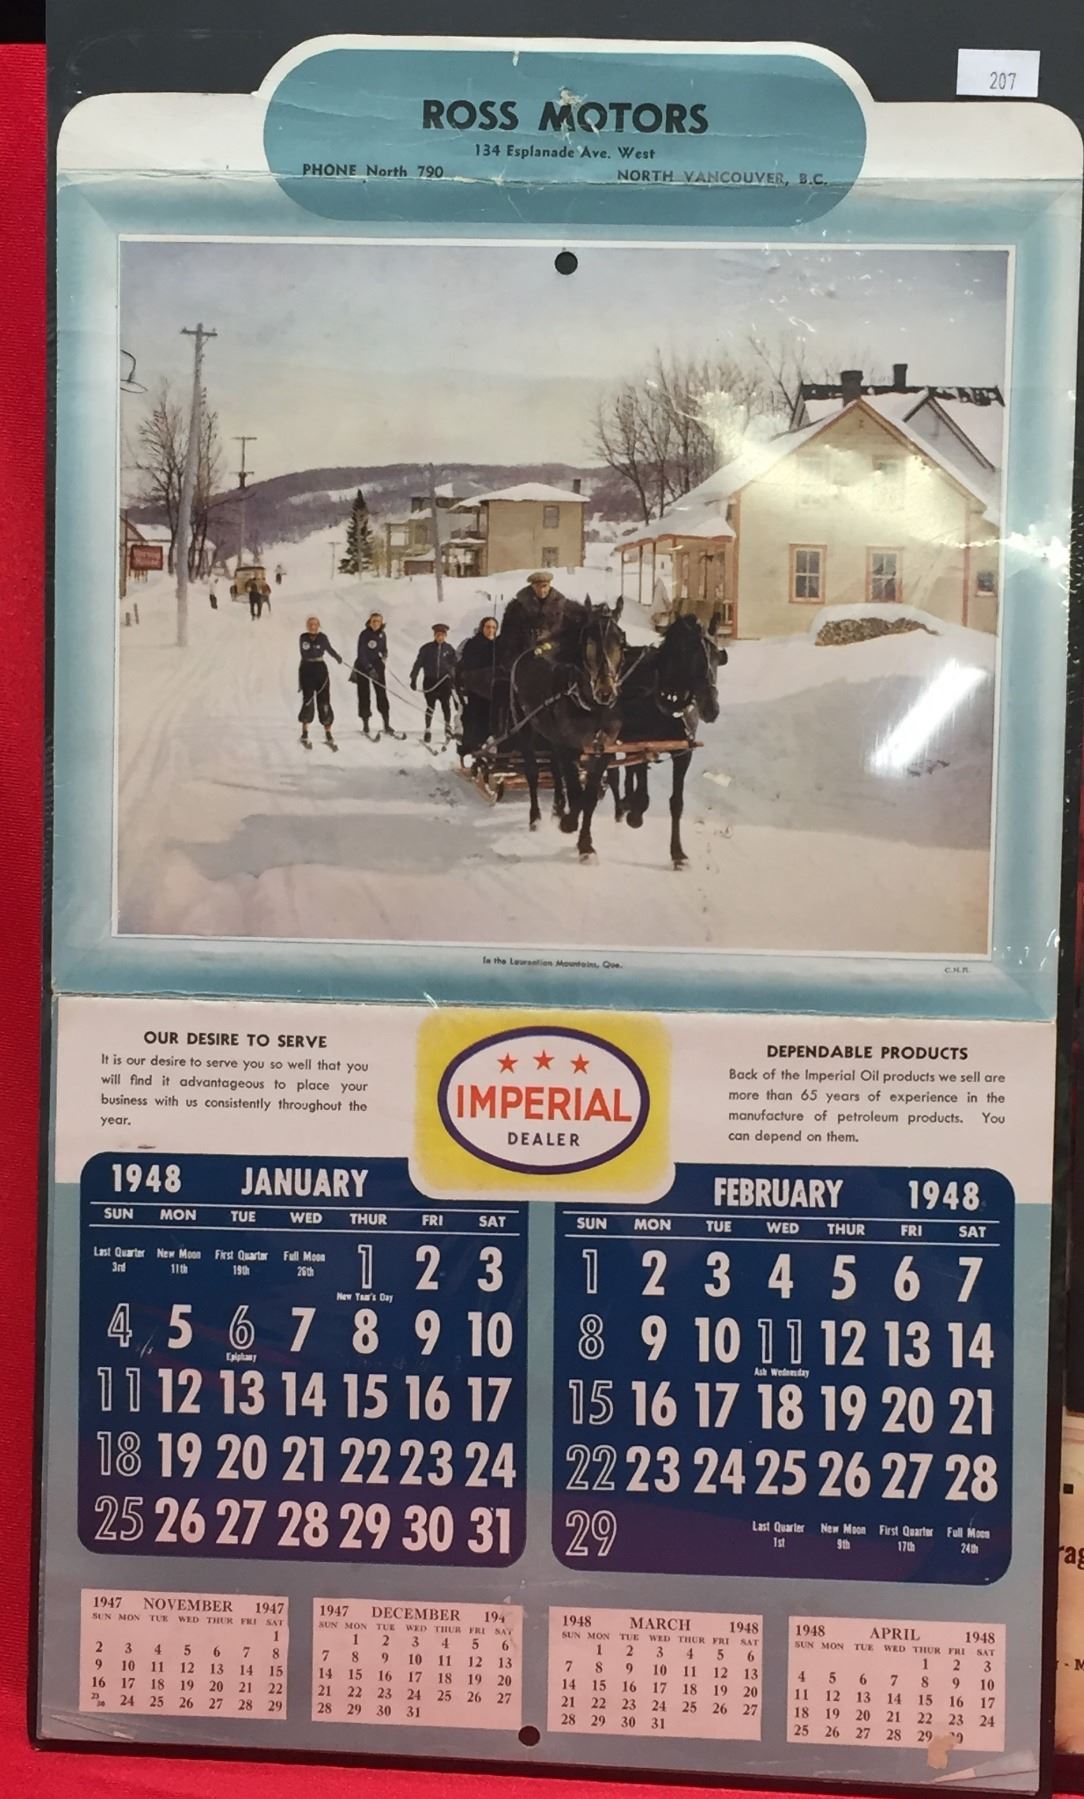 207
ROSS MOTORS
134 Esplanade Ave. West
PHONE North 790 NORTH VANCOUVER, B.C.
In the Laurentian Mountains, Que.
C.N.R.
OUR DESIRE TO SERVE
It is our desire to serve you so well that you
will find it advantageous to place your
business with us consistently throughout the
year.
IMPERIAL
DEALER
DEPENDABLE PRODUCTS
Back of the Imperial Oil products we sell are
more than 65 years of experience in the
manufacture of petroleum products. You
can depend on them.
1948 JANUARY
SUN MON TUE WED THUR FRI SAT
Last Quarter 3rd New Moon 11th First Quarter 19th Full Moon 26th 1 2 3
New Year's Day
4 5 6 7 8 9 10
Epiphany
11 12 13 14 15 16 17
18 19 20 21 22 23 24
25 26 27 28 29 30 31
FEBRUARY 1948
SUN MON TUE WED THUR FRI SAT
1 2 3 4 5 6 7
8 9 10 11 12 13 14
Ash Wednesday
15 16 17 18 19 20 21
22 23 24 25 26 27 28
29 Last Quarter 1st New Moon 9th First Quarter 17th Full Moon 24th
1947 NOVEMBER 1947
SUN MON TUE WED THUR FRI SAT
1
2 3 4 5 6 7 8
9 10 11 12 13 14 15
16 17 18 19 20 21 22
23/30 24 25 26 27 28 29
1947 DECEMBER 194
SUN MON TUE WED THUR FRI SAT
1 2 3 4 5 6
7 8 9 10 11 12 13
14 15 16 17 18 19 20
21 22 23 24 25 26 27
28 29 30 31
1948 MARCH 1948
SUN MON TUE WED THUR FRI SAT
1 2 3 4 5 6
7 8 9 10 11 12 13
14 15 16 17 18 19 20
21 22 23 24 25 26 27
28 29 30 31
1948 APRIL 1948
SUN MON TUE WED THUR FRI SAT
1 2 3
4 5 6 7 8 9 10
11 12 13 14 15 16 17
18 19 20 21 22 23 24
25 26 27 28 29 30